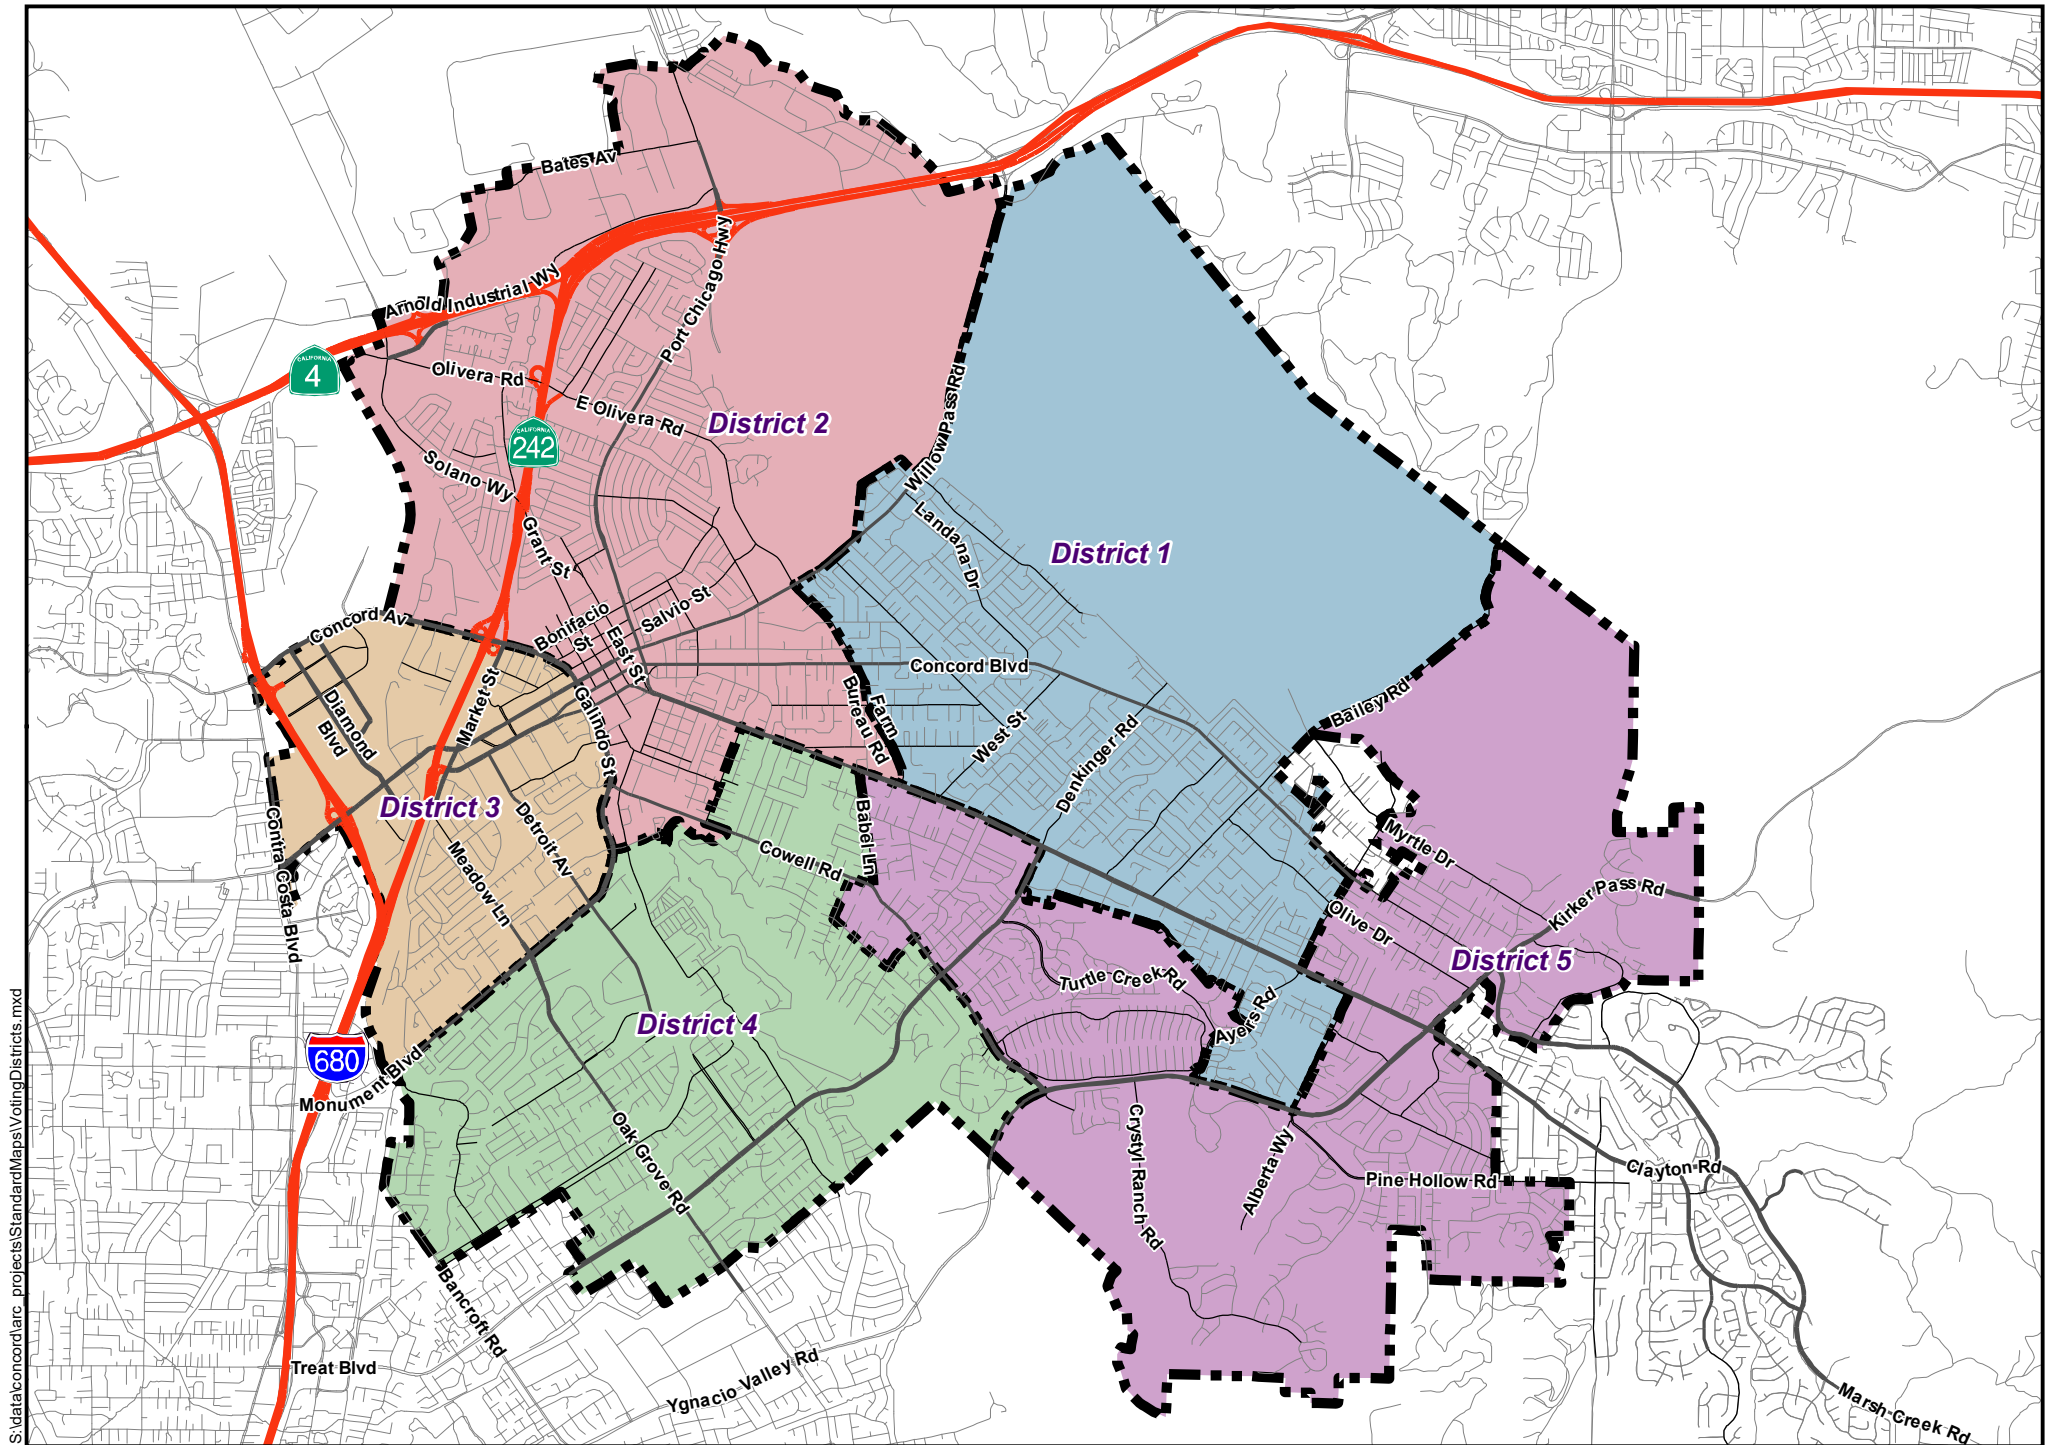 Bates Av
Arnold Industrial Wy
CALIFORNIA
4
Olivera Rd
Port Chicago Hwy
E Olivera Rd
District 2
CALIFORNIA
242
Willow Pass Rd
Solano Wy
Grant St
Landana Dr
District 1
Concord Av
Bonifacio
St
East St
Salvio St
Concord Blvd
Market St
Galindo St
Diamond
Blvd
Farm
Bureau Rd
West St
Denkinger Rd
Bailey Rd
District 3
Contra Costa Blvd
Detroit Av
Meadow Ln
Babel Ln
Cowell Rd
Myrtle Dr
Kirker Pass Rd
Olive Dr
District 5
Turtle Creek Rd
District 4
Ayers Rd
680
Monument Blvd
Oak Grove Rd
Crystyl Ranch Rd
Alberta Wy
Pine Hollow Rd
Clayton Rd
Bancroft Rd
Treat Blvd
Ygnacio Valley Rd
Marsh Creek Rd
S:\data\concord\arc_projects\StandardMaps\VotingDistricts.mxd